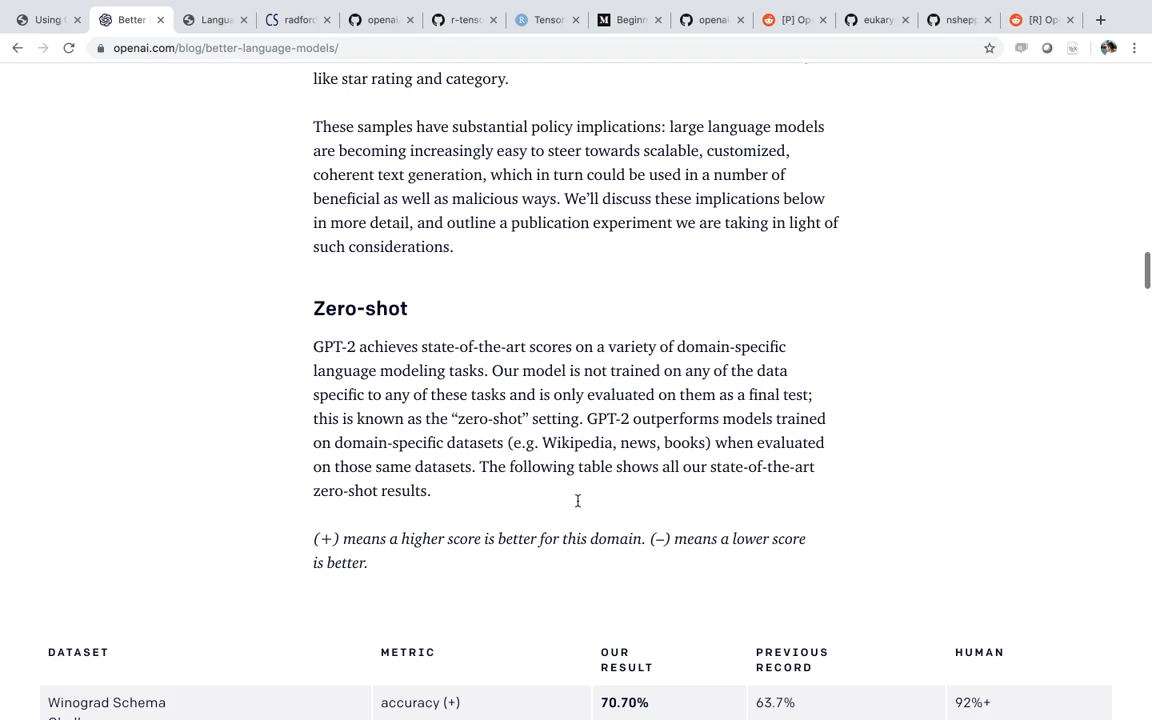 Using G
Better
Langua
radford
openai.
r-tenso
Tensor
Beginn
openai
[P] Op
eukary
nshepp
[R] Op
openai.com/blog/better-language-models/
like star rating and category.
These samples have substantial policy implications: large language models
are becoming increasingly easy to steer towards scalable, customized,
coherent text generation, which in turn could be used in a number of
beneficial as well as malicious ways. We’ll discuss these implications below
in more detail, and outline a publication experiment we are taking in light of
such considerations.
Zero-shot
GPT-2 achieves state-of-the-art scores on a variety of domain-specific
language modeling tasks. Our model is not trained on any of the data
specific to any of these tasks and is only evaluated on them as a final test;
this is known as the “zero-shot” setting. GPT-2 outperforms models trained
on domain-specific datasets (e.g. Wikipedia, news, books) when evaluated
on those same datasets. The following table shows all our state-of-the-art
zero-shot results.
(+) means a higher score is better for this domain. (–) means a lower score
is better.
DATASET METRIC OUR RESULT PREVIOUS RECORD HUMAN
Winograd Schema accuracy (+) 70.70% 63.7% 92%+